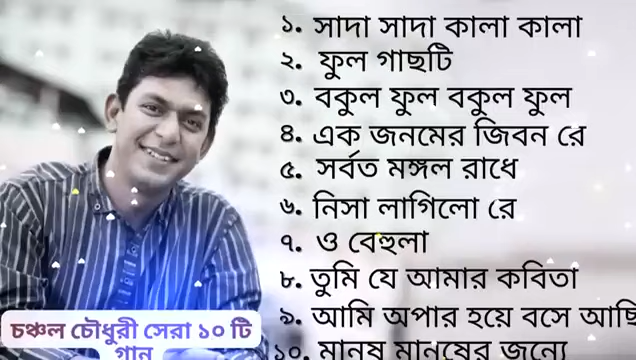 ১. সাদা সাদা কালা কালা
২. ফুল গাছটি
৩. বকুল ফুল বকুল ফুল
৪. এক জনমের জিবন রে
৫. সর্বত মঙ্গল রাধে
৬. নিসা লাগিলো রে
৭. ও বেহুলা
৮. তুমি যে আমার কবিতা
৯. আমি অপার হয়ে বসে আছি
১০. মানুষ মানুষের জন্যে
চঞ্চল চৌধুরী সেরা ১০ টি
গান